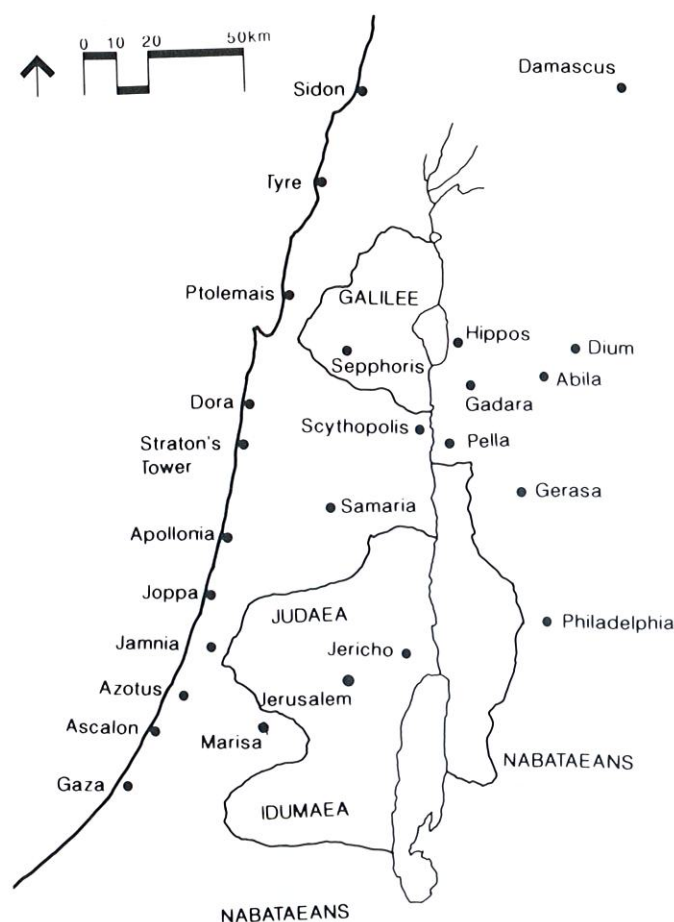 0 10 20 50km
Damascus
Sidon
Tyre
Ptolemais
GALILEE
Hippos
Sepphoris
Dium
Abila
Gadara
Dora
Scythopolis
Straton's
Tower
Pella
Gerasa
Samaria
Apollonia
Joppa
JUDAEA
Philadelphia
Jamnia
Jericho
Azotus
Jerusalem
Ascalon
Marisa
NABATAEANS
Gaza
IDUMAEA
NABATAEANS